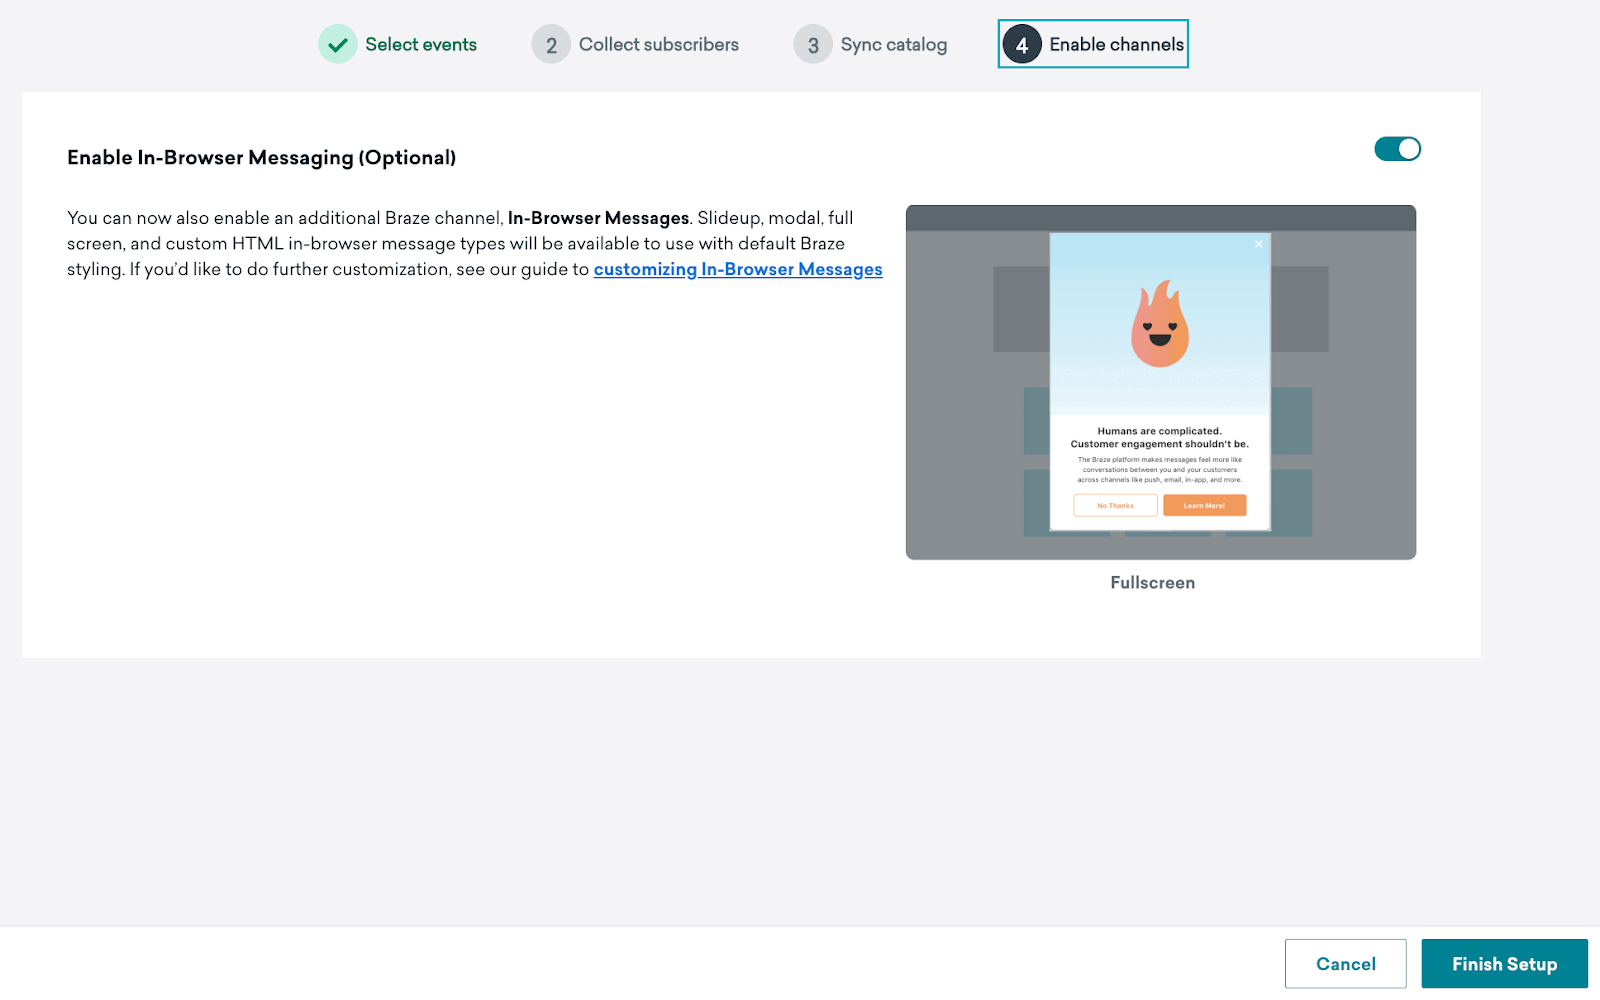 Select events
2 Collect subscribers
3 Sync catalog
4 Enable channels
Enable In-Browser Messaging (Optional)
You can now also enable an additional Braze channel, In-Browser Messages. Slideup, modal, full
screen, and custom HTML in-browser message types will be available to use with default Braze
styling. If you'd like to do further customization, see our guide to customizing In-Browser Messages
Humans are complicated.
Customer engagement shouldn't be.
The Braze platform makes messages feel more like
conversations between you and your customers
across channels like push, email, in-app, and more.
No Thanks
Learn More!
Fullscreen
Cancel
Finish Setup